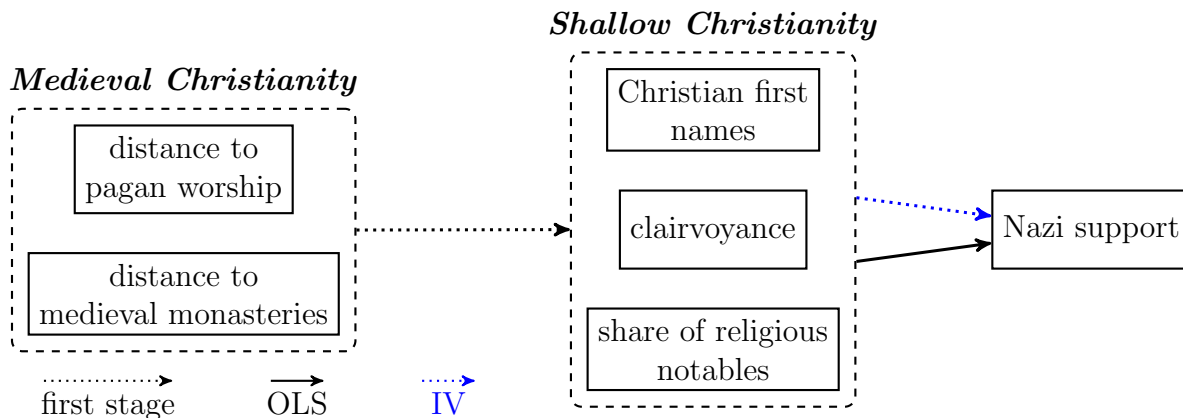 Shallow Christianity
Medieval Christianity
Christian first
names
distance to
pagan worship
clairvoyance
Nazi support
distance to
medieval monasteries
share of religious
notables
first stage
OLS
IV